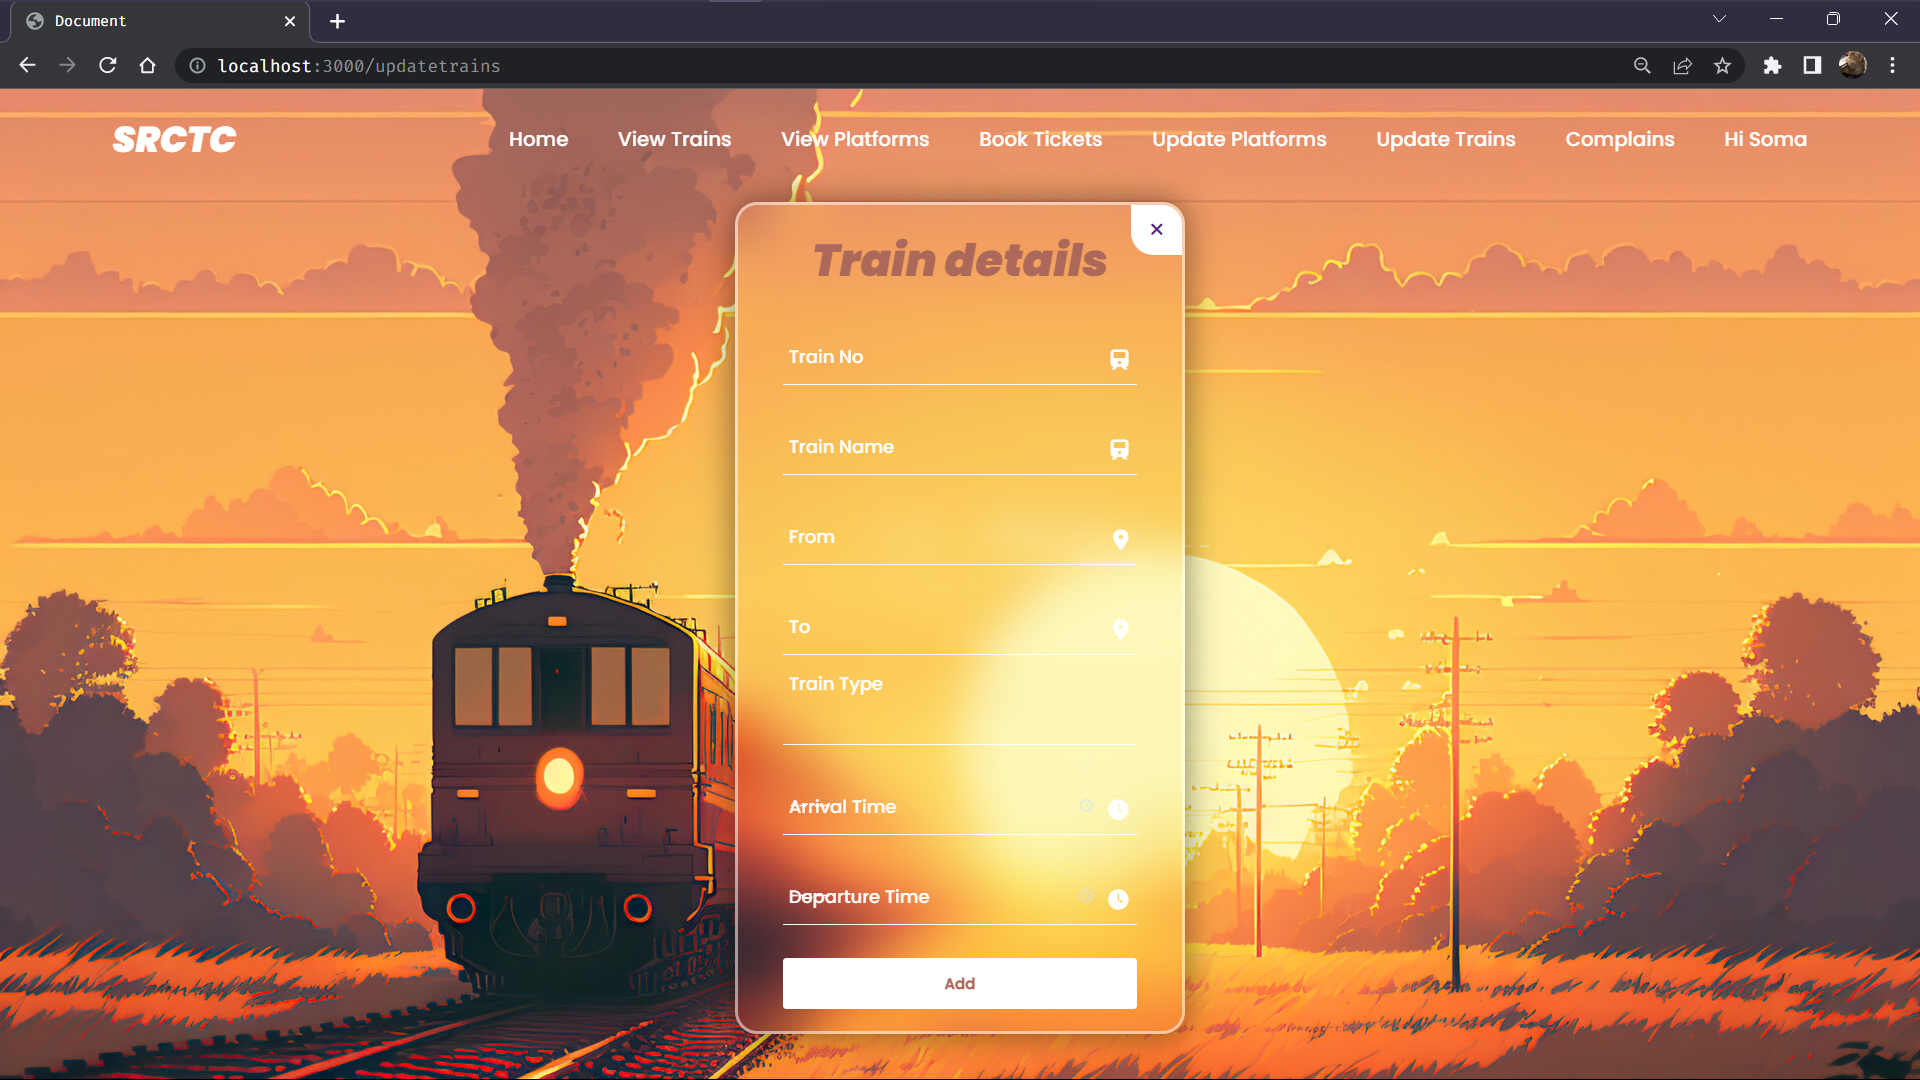 Document
localhost:3000/updatetrains
SRCTC
Home
View Trains
View Platforms
Book Tickets
Update Platforms
Update Trains
Complains
Hi Soma
Train details
Train No
Train Name
From
To
Train Type
Arrival Time
Departure Time
Add